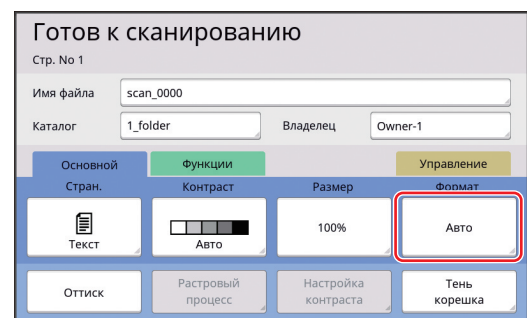 Готов к сканированию
Стр. No 1
Имя файла scan_0000
Каталог 1_folder Владелец Owner-1
Основной Функции Управление
Стран. Контраст Размер Формат
Текст Авто 100% Авто
Оттиск Растровый процесс Настройка контраста Тень корешка